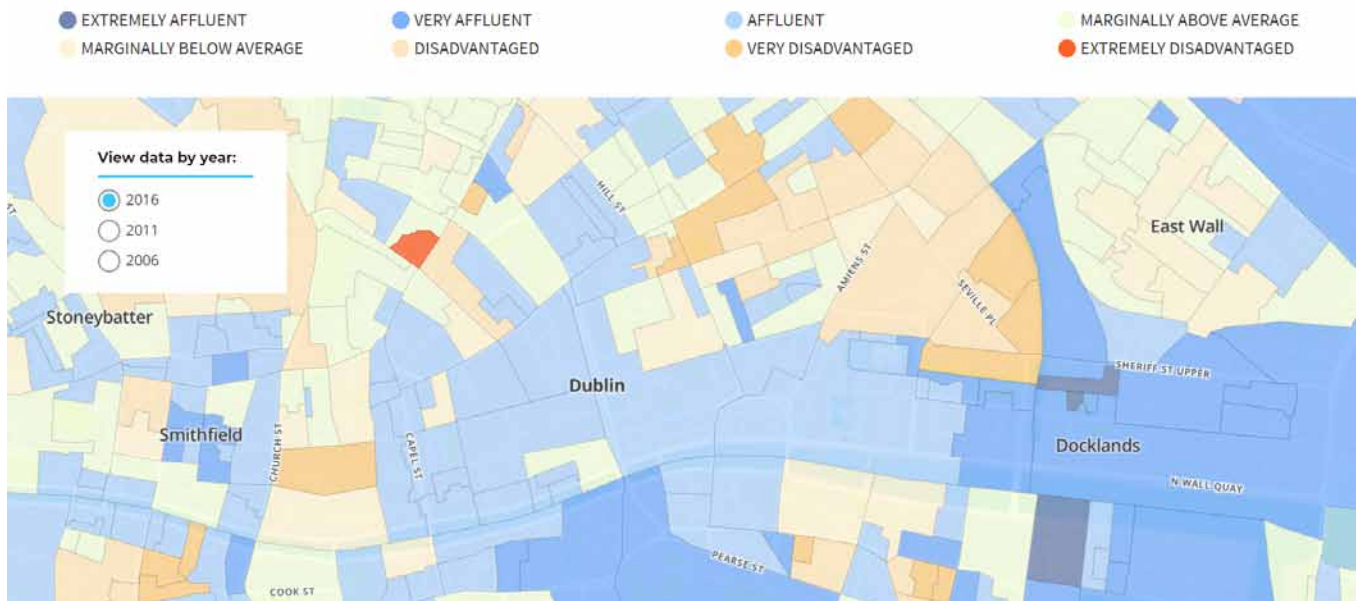 EXTREMELY AFFLUENT
VERY AFFLUENT
AFFLUENT
MARGINALLY ABOVE AVERAGE
MARGINALLY BELOW AVERAGE
DISADVANTAGED
VERY DISADVANTAGED
EXTREMELY DISADVANTAGED
View data by year:
2016
2011
2006
HILL ST
East Wall
AMIENS ST
SEVILLE PL
Stoneybatter
SHERIFF ST UPPER
Dublin
Smithfield
CHURCH ST
CAPEL ST
Docklands
N WALL QUAY
PEARSE ST
COOK ST